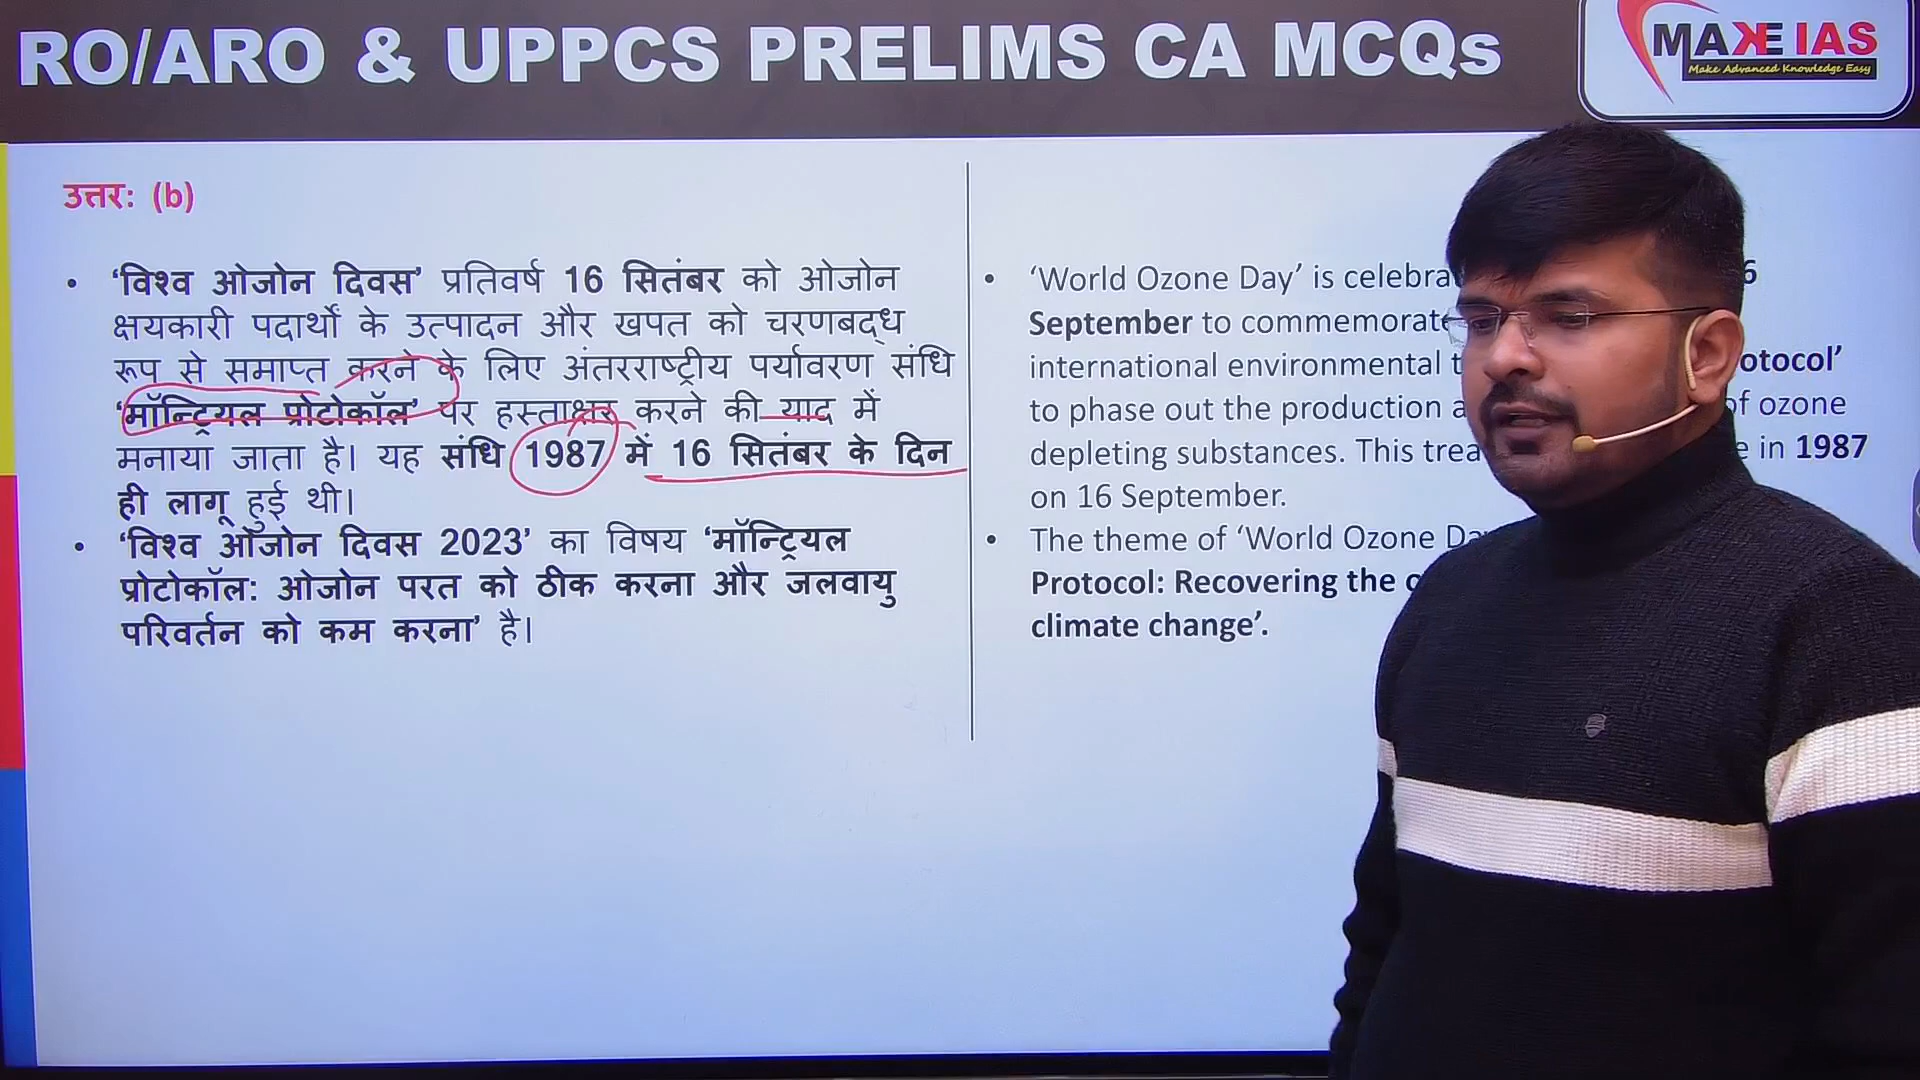 RO/ARO & UPPCS PRELIMS CA MCQs
MAKE IAS
Make Advanced Knowledge Easy
उत्तर: (b)
• ‘विश्व ओजोन दिवस’ प्रतिवर्ष 16 सितंबर को ओजोन
क्षयकारी पदार्थों के उत्पादन और खपत को चरणबद्ध
रूप से समाप्त करने के लिए अंतरराष्ट्रीय पर्यावरण संधि
‘मॉन्ट्रियल प्रोटोकॉल’ पर हस्ताक्षर करने की याद में
मनाया जाता है। यह संधि 1987 में 16 सितंबर के दिन
ही लागू हुई थी।
• ‘विश्व ओजोन दिवस 2023’ का विषय ‘मॉन्ट्रियल
प्रोटोकॉल: ओजोन परत को ठीक करना और जलवायु
परिवर्तन को कम करना’ है।
• ‘World Ozone Day’ is 6
September to
international environmental otocol’
to phase out the production of ozone
depleting substances. This in 1987
on 16 September.
• The theme of ‘World Ozone
Protocol: Recovering the
climate change’.